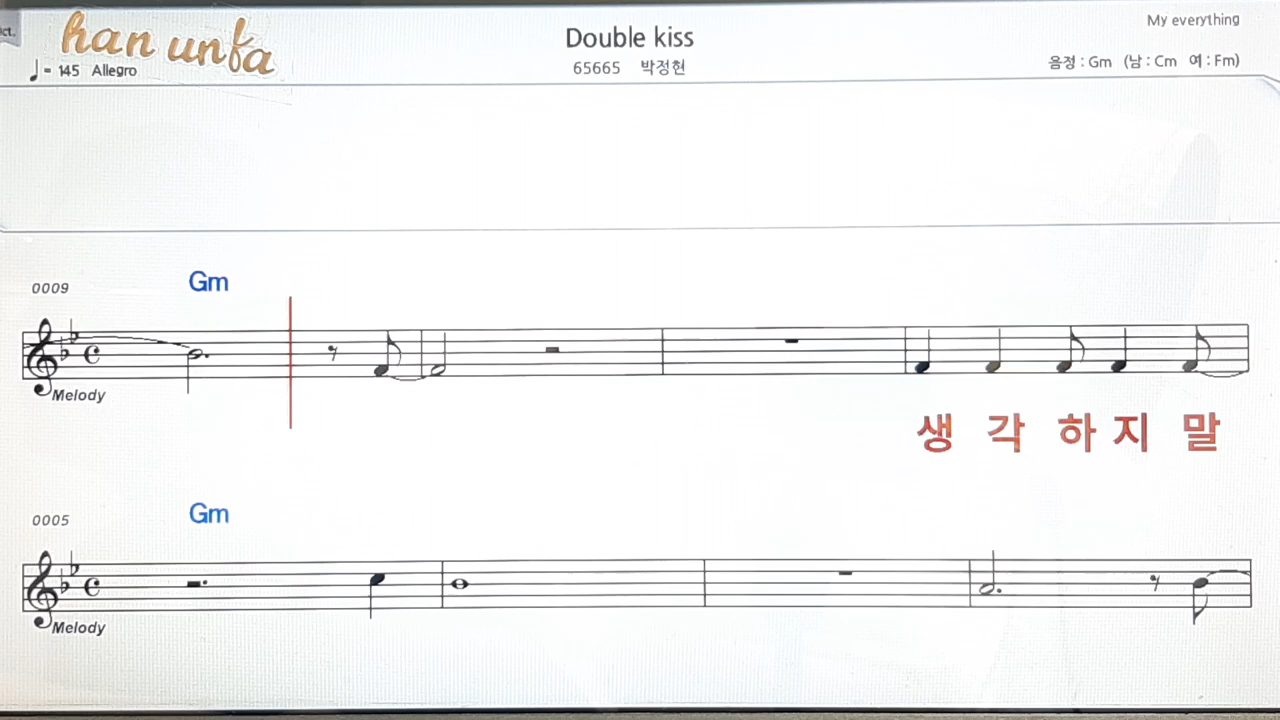 han unfa
Double kiss
My everything
♩= 145 Allegro
65665 박정현
음정 : Gm (남 : Cm 여 : Fm)
0009
Gm
Melody
생 각 하 지 말
0005
Gm
Melody